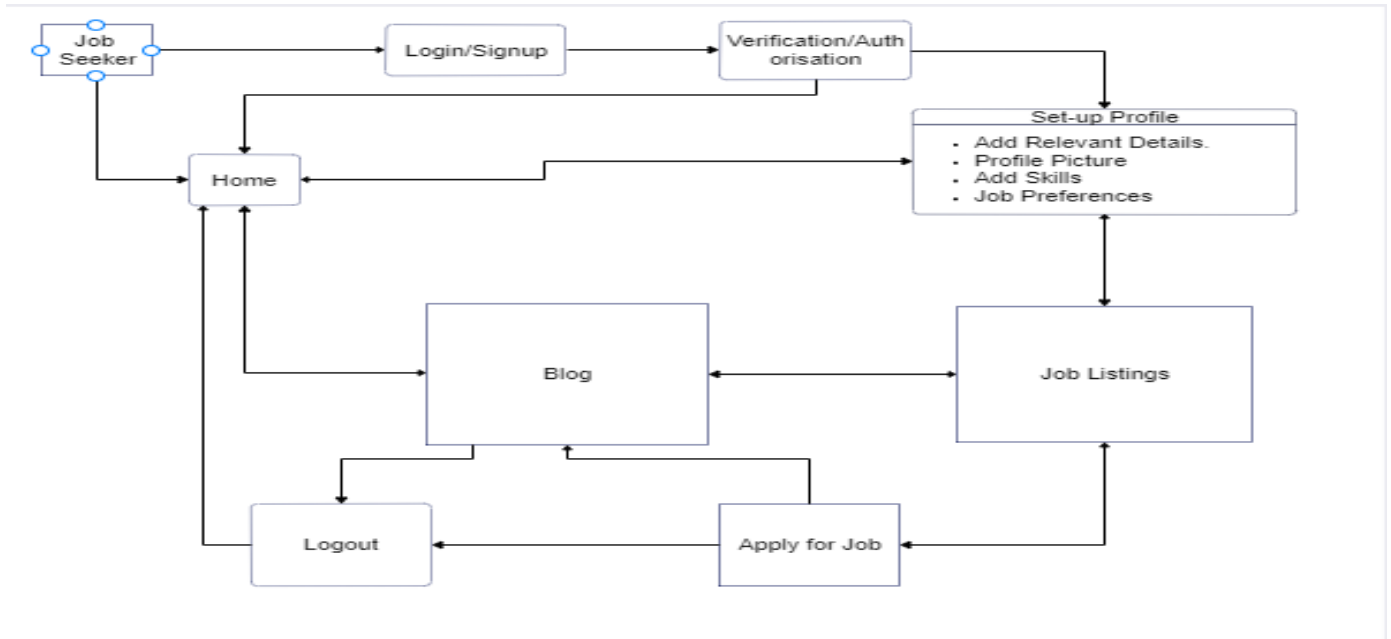 Job
Seeker
Login/Signup
Verification/Auth
orisation
Set-up Profile
• Add Relevant Details.
• Profile Picture
• Add Skills
• Job Preferences
Home
Blog
Job Listings
Logout
Apply for Job